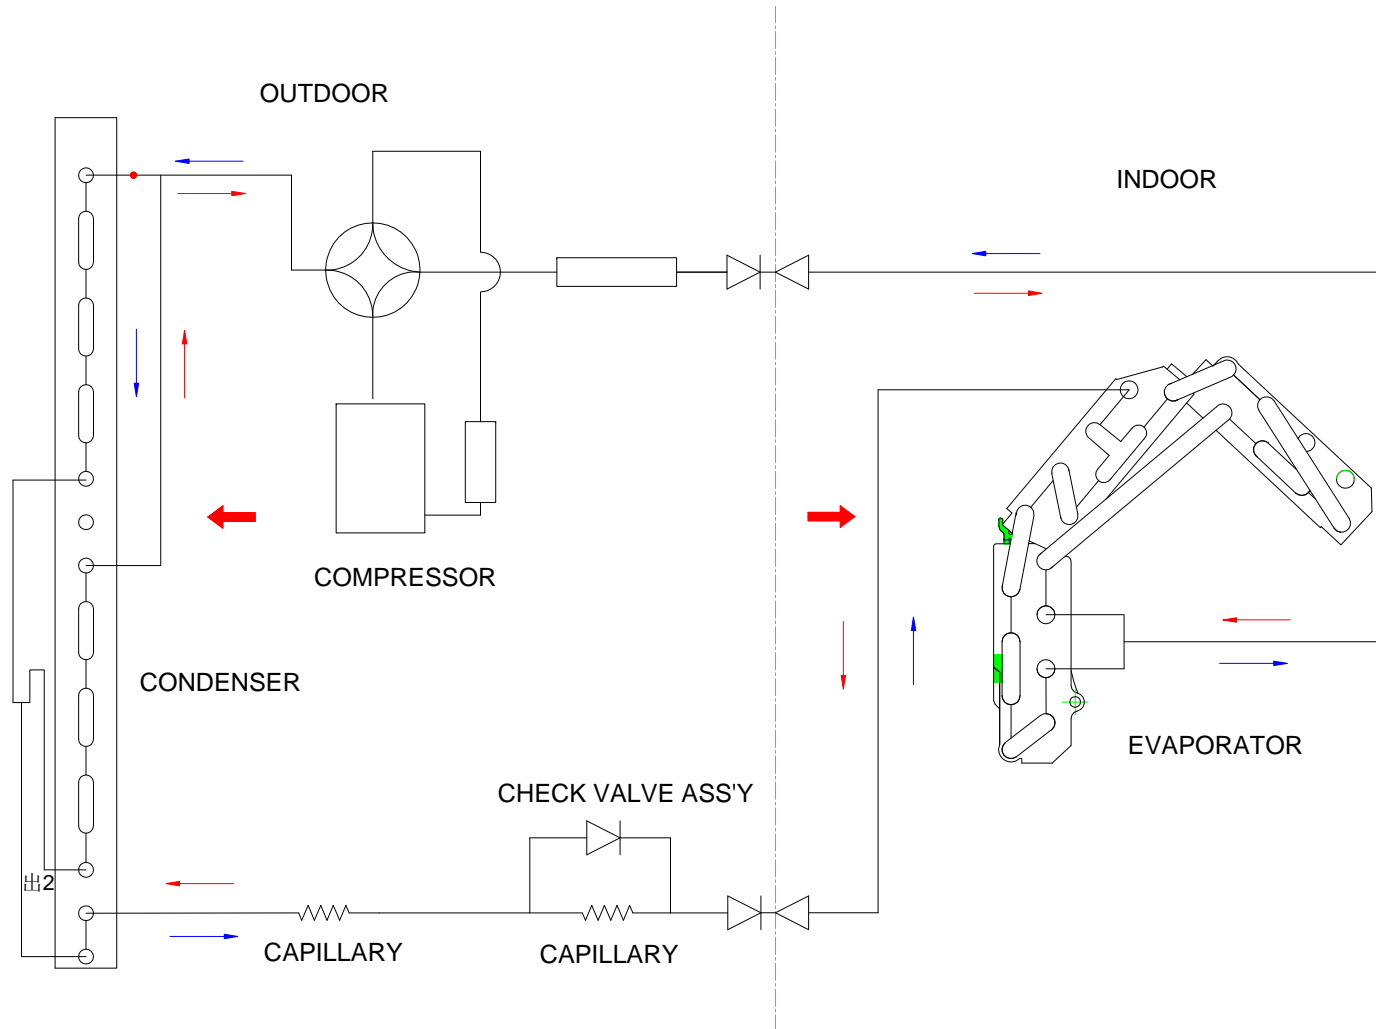 OUTDOOR
INDOOR
COMPRESSOR
CONDENSER
EVAPORATOR
CHECK VALVE ASS'Y
出2
CAPILLARY
CAPILLARY